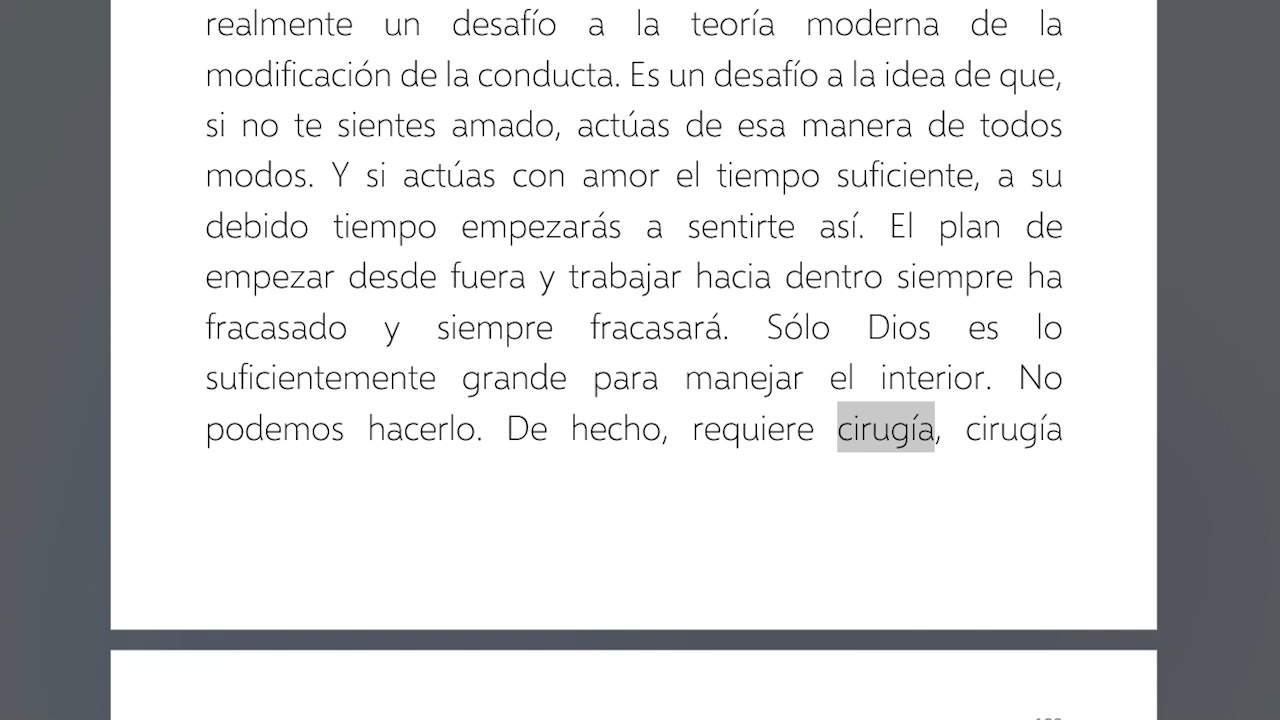 realmente un desafío a la teoría moderna de la
modificación de la conducta. Es un desafío a la idea de que,
si no te sientes amado, actúas de esa manera de todos
modos. Y si actúas con amor el tiempo suficiente, a su
debido tiempo empezarás a sentirte así. El plan de
empezar desde fuera y trabajar hacia dentro siempre ha
fracasado y siempre fracasará. Sólo Dios es lo
suficientemente grande para manejar el interior. No
podemos hacerlo. De hecho, requiere cirugía, cirugía